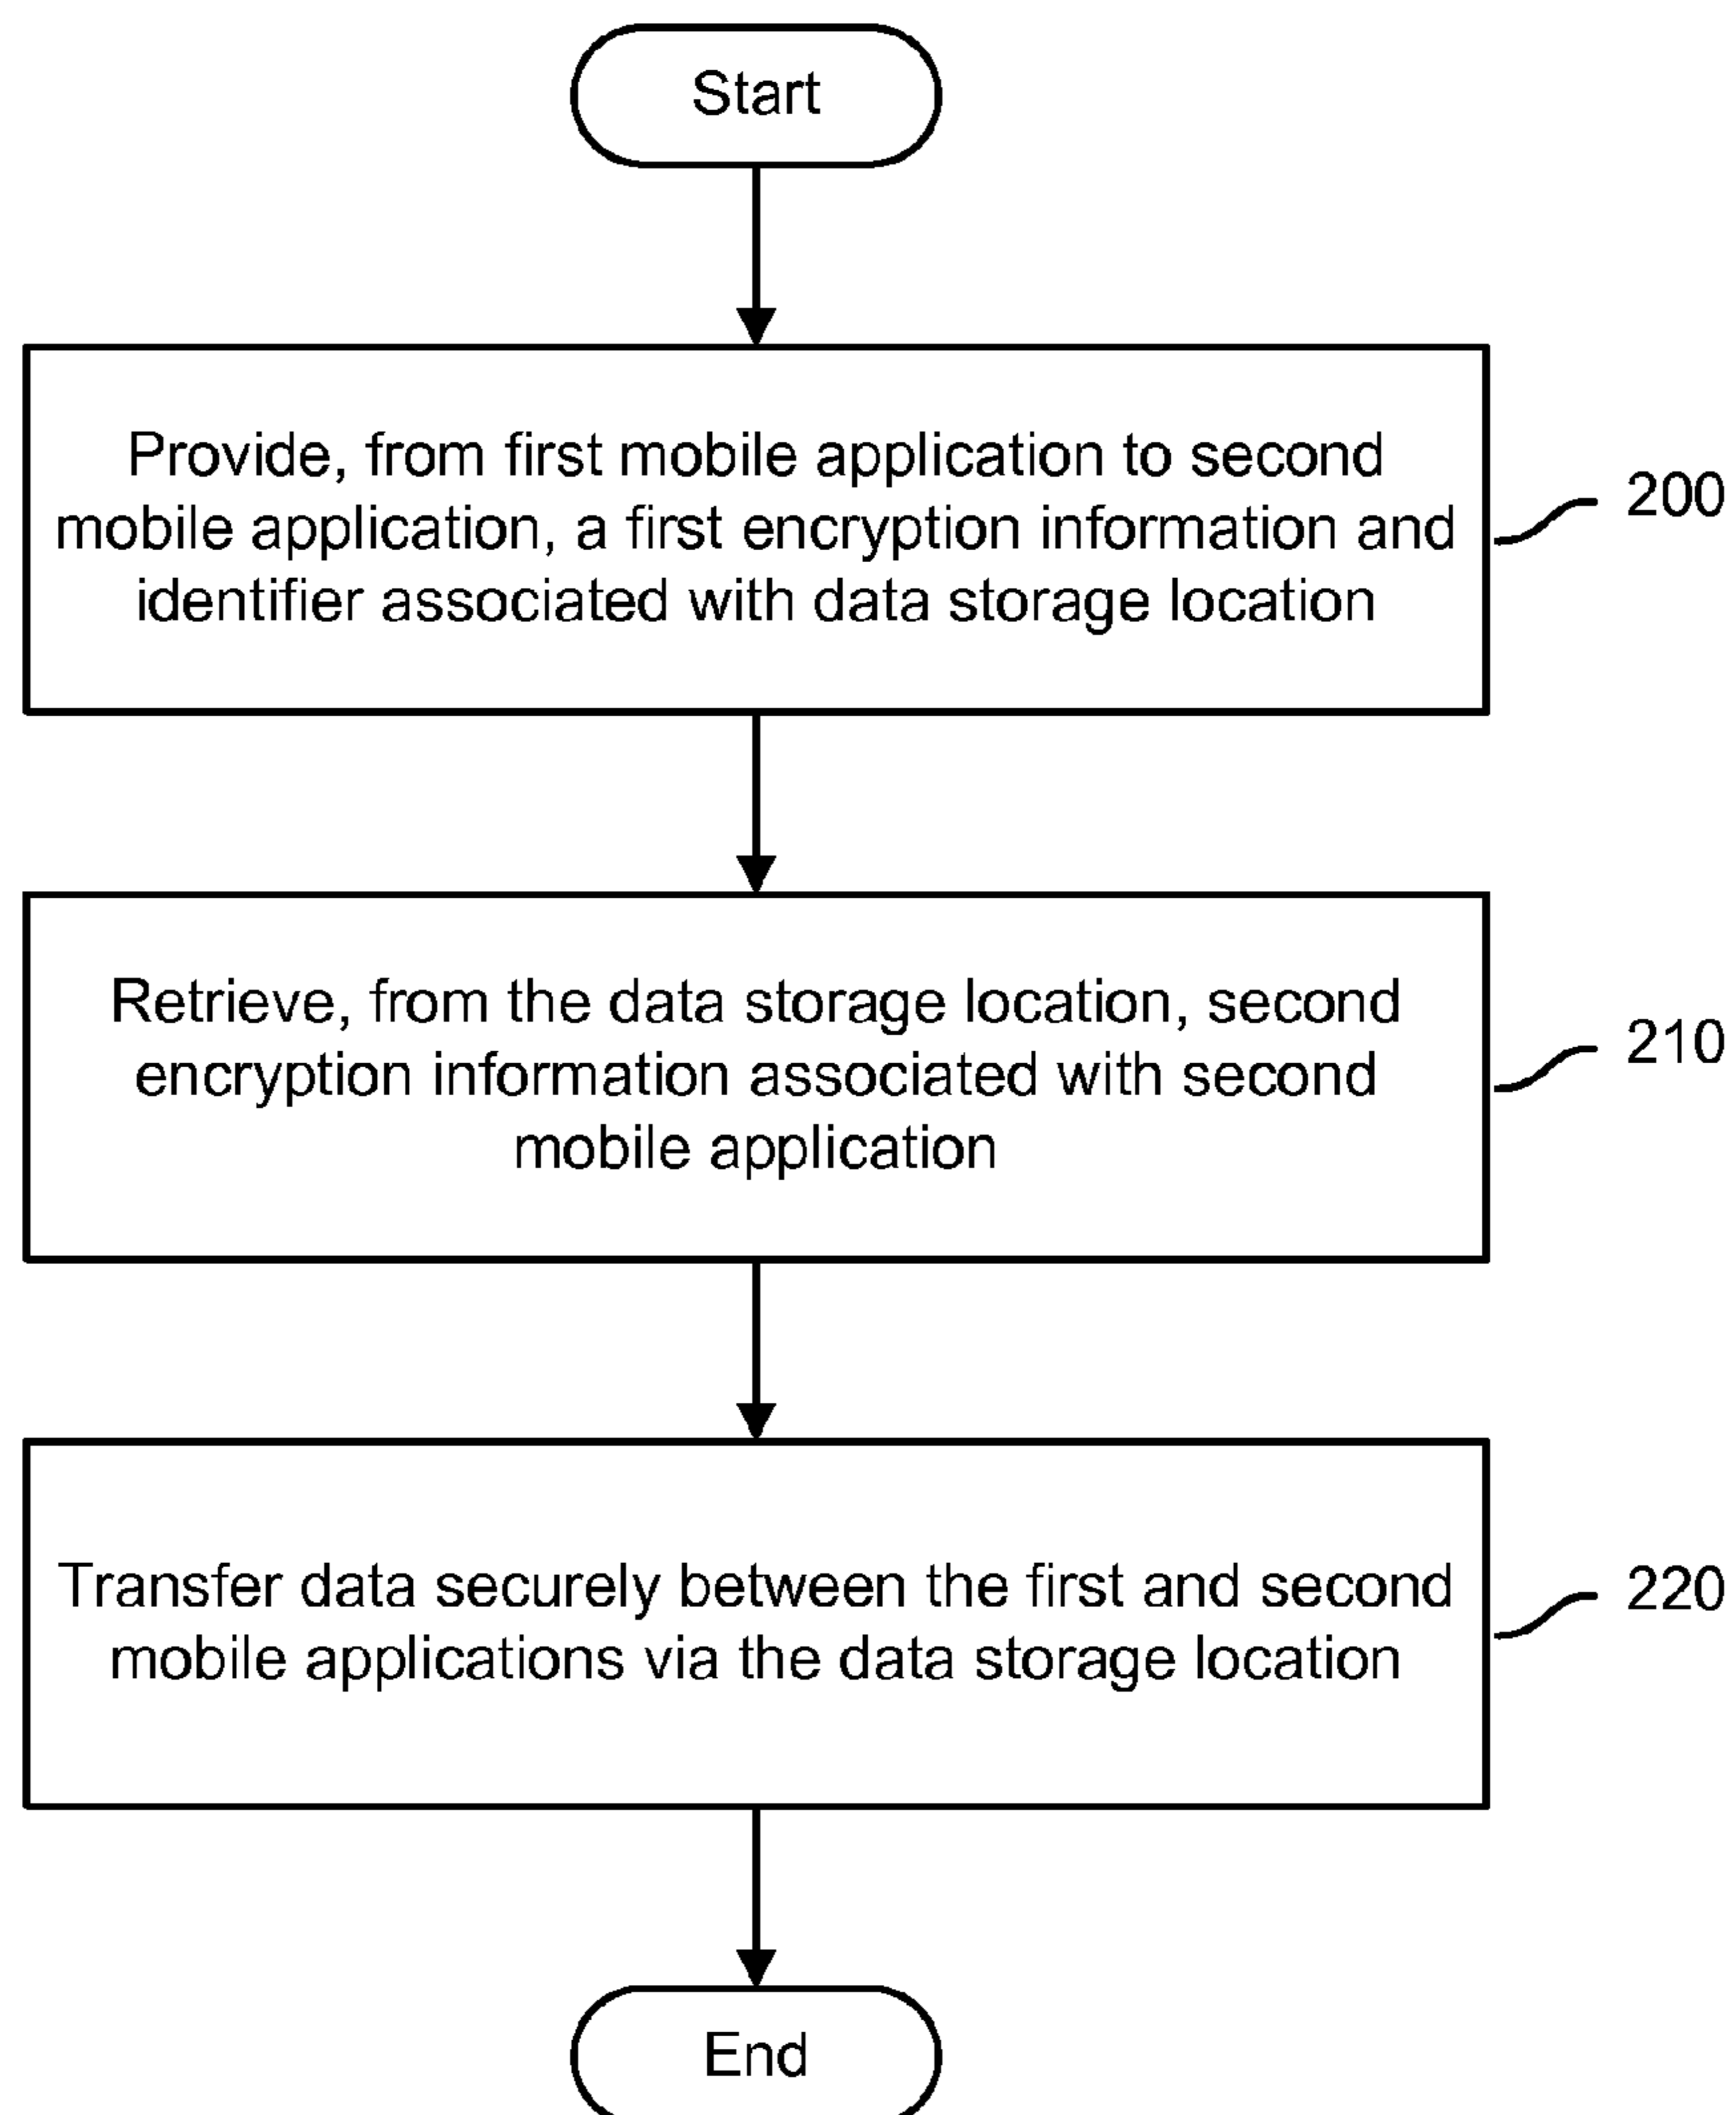 Start
Provide, from first mobile application to second
mobile application, a first encryption information and
identifier associated with data storage location
200
Retrieve, from the data storage location, second
encryption information associated with second
mobile application
210
Transfer data securely between the first and second
mobile applications via the data storage location
220
End